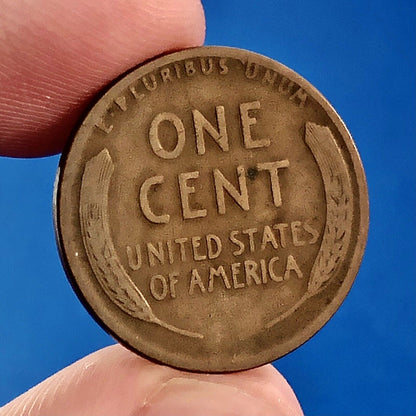 E·PLURIBUS·UNUM
ONE
CENT
UNITED STATES
OF AMERICA